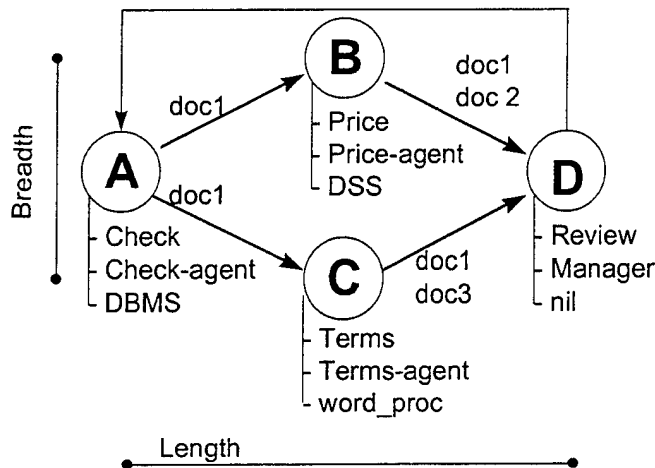 B
doc1
doc 2
doc1
Price
Price-agent
DSS
A
D
doc1
Breadth
Check
Check-agent
DBMS
Review
Manager
nil
C
doc1
doc3
Terms
Terms-agent
word_proc
Length